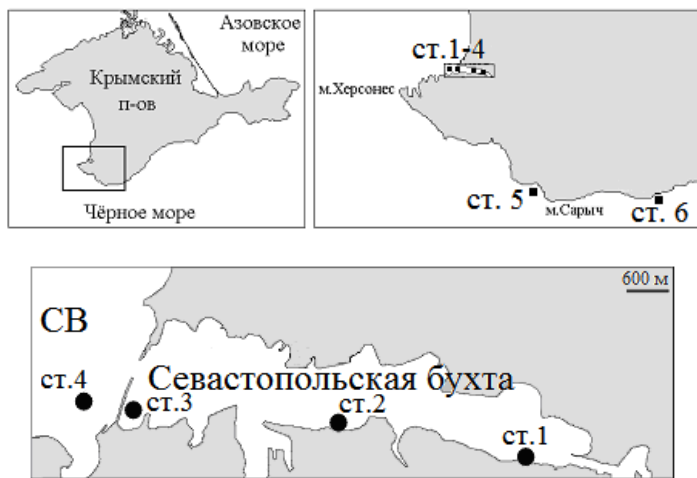 Азовское
море
Крымский
п-ов
Чёрное море
ст.1-4
м.Херсонес
ст. 5
м.Сарыч
ст. 6
600 м
СВ
Севастопольская бухта
ст.4
ст.3
ст.2
ст.1